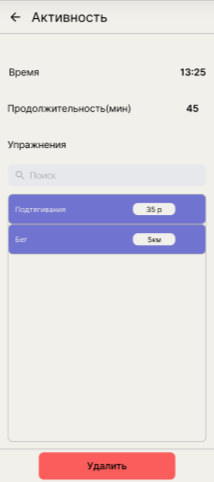 Активность
Время 13:25
Продолжительность(мин) 45
Упражнения
Поиск
Подтягивания 35 р
Бег 5км
Удалить